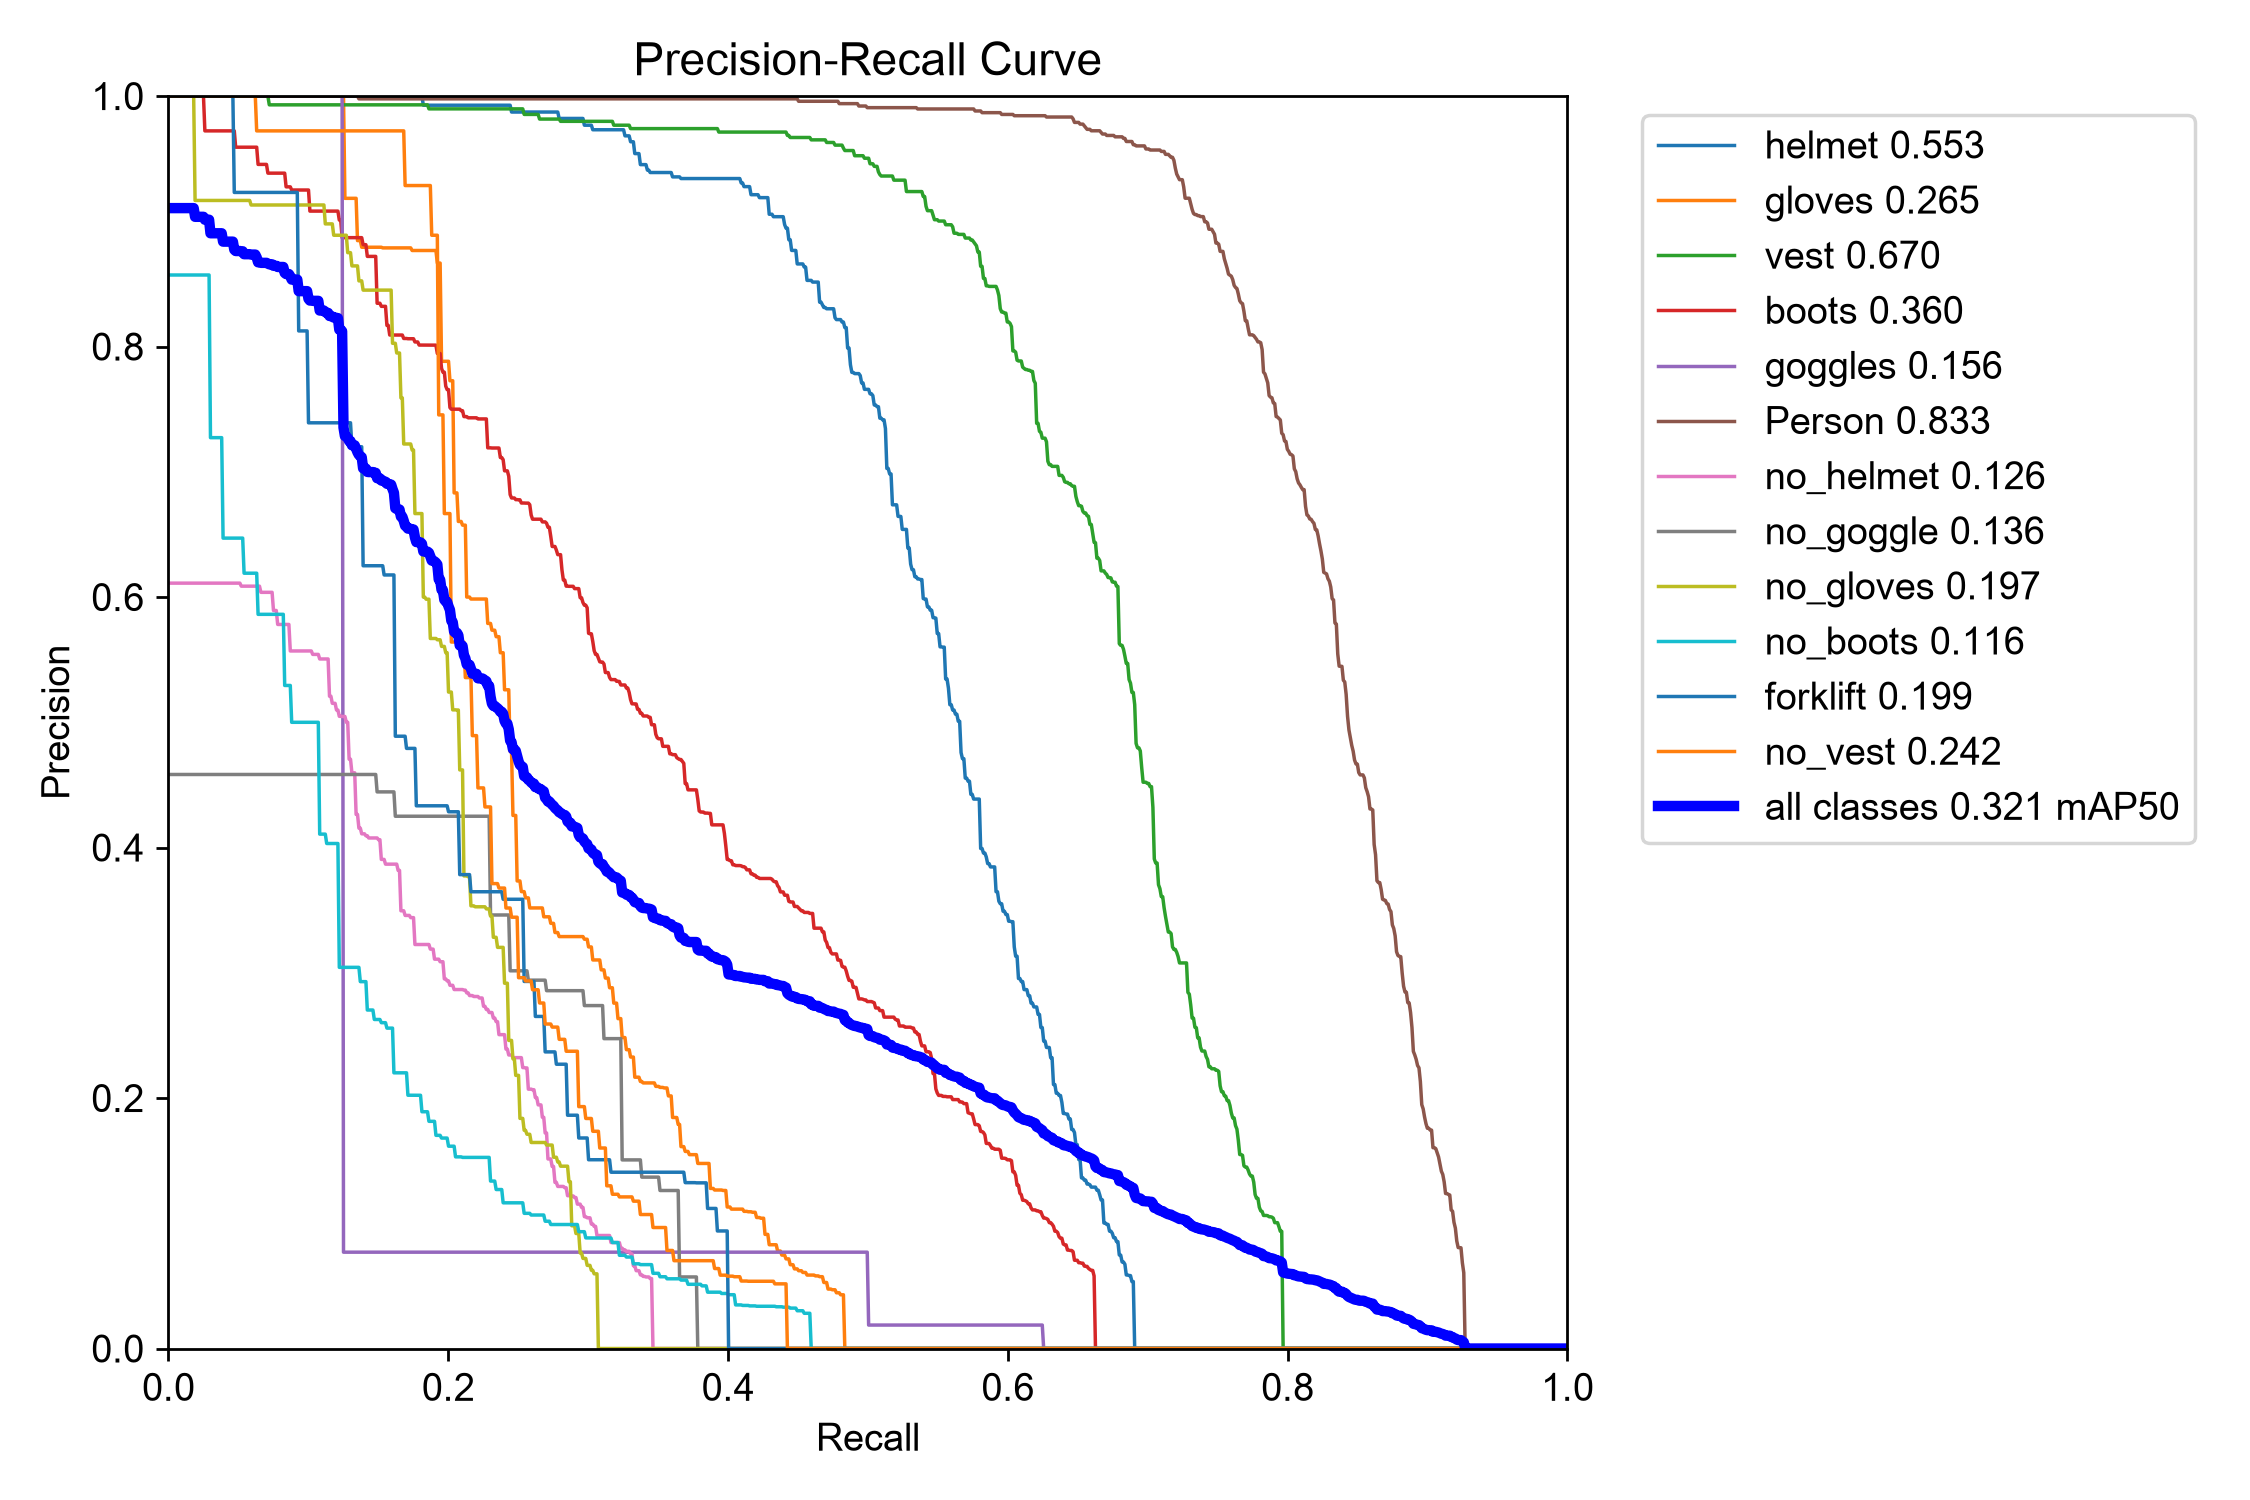 Precision-Recall Curve
1.0
0.8
0.6
0.4
0.2
0.0
Precision
0.0 0.2 0.4 0.6 0.8 1.0
Recall
helmet 0.553
gloves 0.265
vest 0.670
boots 0.360
goggles 0.156
Person 0.833
no_helmet 0.126
no_goggle 0.136
no_gloves 0.197
no_boots 0.116
forklift 0.199
no_vest 0.242
all classes 0.321 mAP50